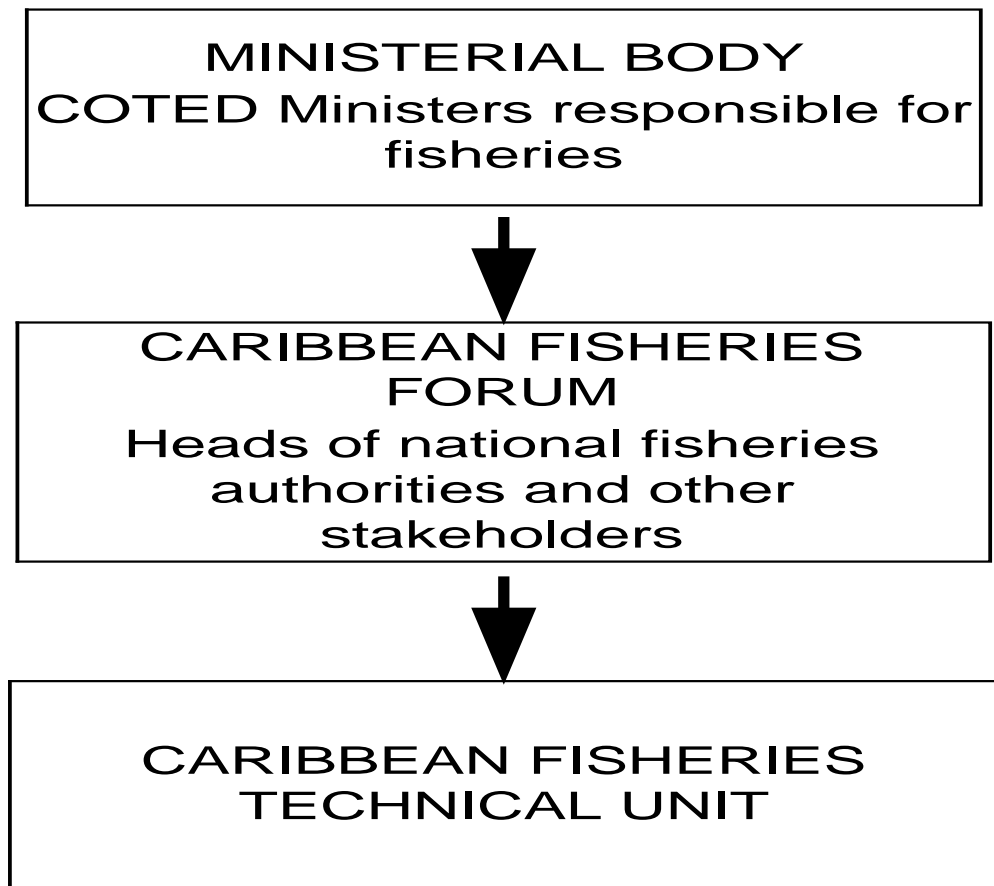 MINISTERIAL BODY
COTED Ministers responsible for
fisheries
CARIBBEAN FISHERIES
FORUM
Heads of national fisheries
authorities and other
stakeholders
CARIBBEAN FISHERIES
TECHNICAL UNIT